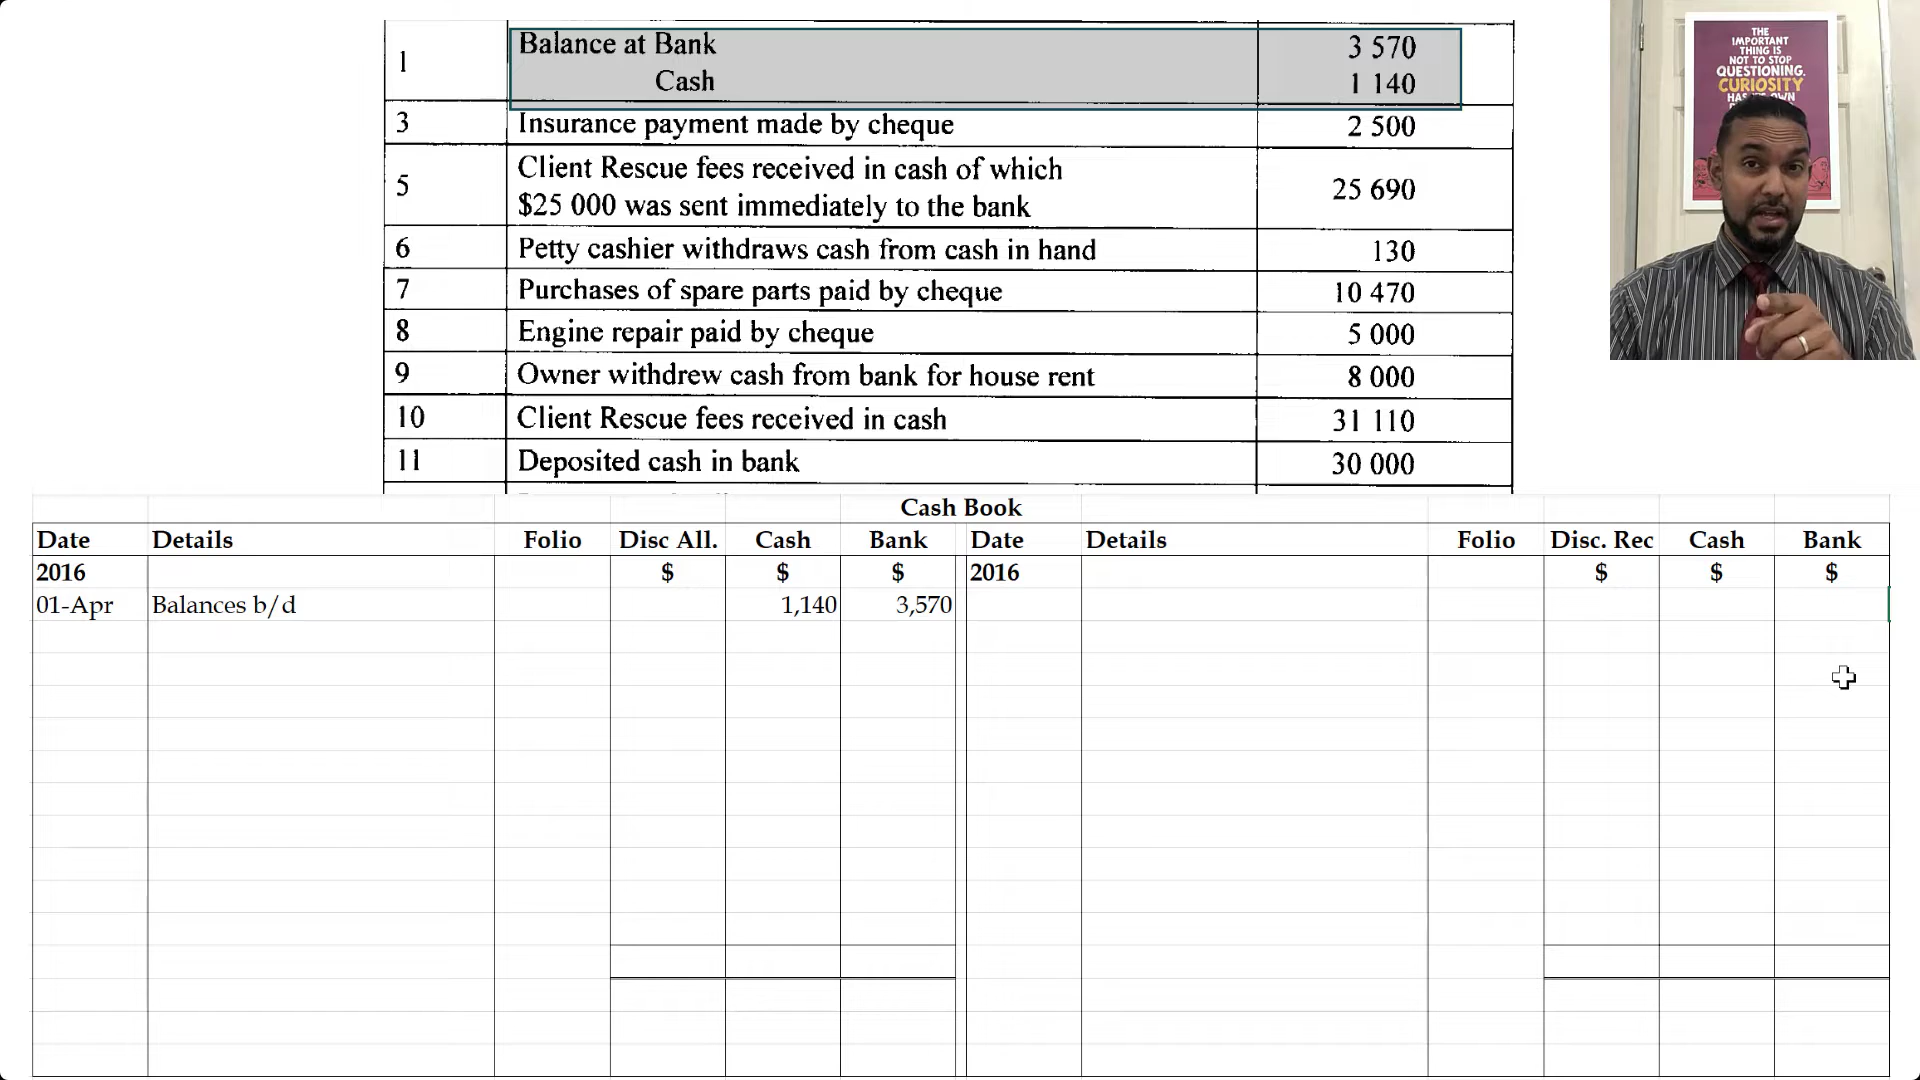 1 Balance at Bank 3 570
Cash 1 140
3 Insurance payment made by cheque 2 500
5 Client Rescue fees received in cash of which
$25 000 was sent immediately to the bank 25 690
6 Petty cashier withdraws cash from cash in hand 130
7 Purchases of spare parts paid by cheque 10 470
8 Engine repair paid by cheque 5 000
9 Owner withdrew cash from bank for house rent 8 000
10 Client Rescue fees received in cash 31 110
11 Deposited cash in bank 30 000
THE
IMPORTANT
THING IS
NOT TO STOP
QUESTIONING.
CURIOSITY
HAS ITS OWN
Cash Book
Date Details Folio Disc All. Cash Bank Date Details Folio Disc. Rec Cash Bank
2016 $ $ $ 2016 $ $ $
01-Apr Balances b/d 1,140 3,570